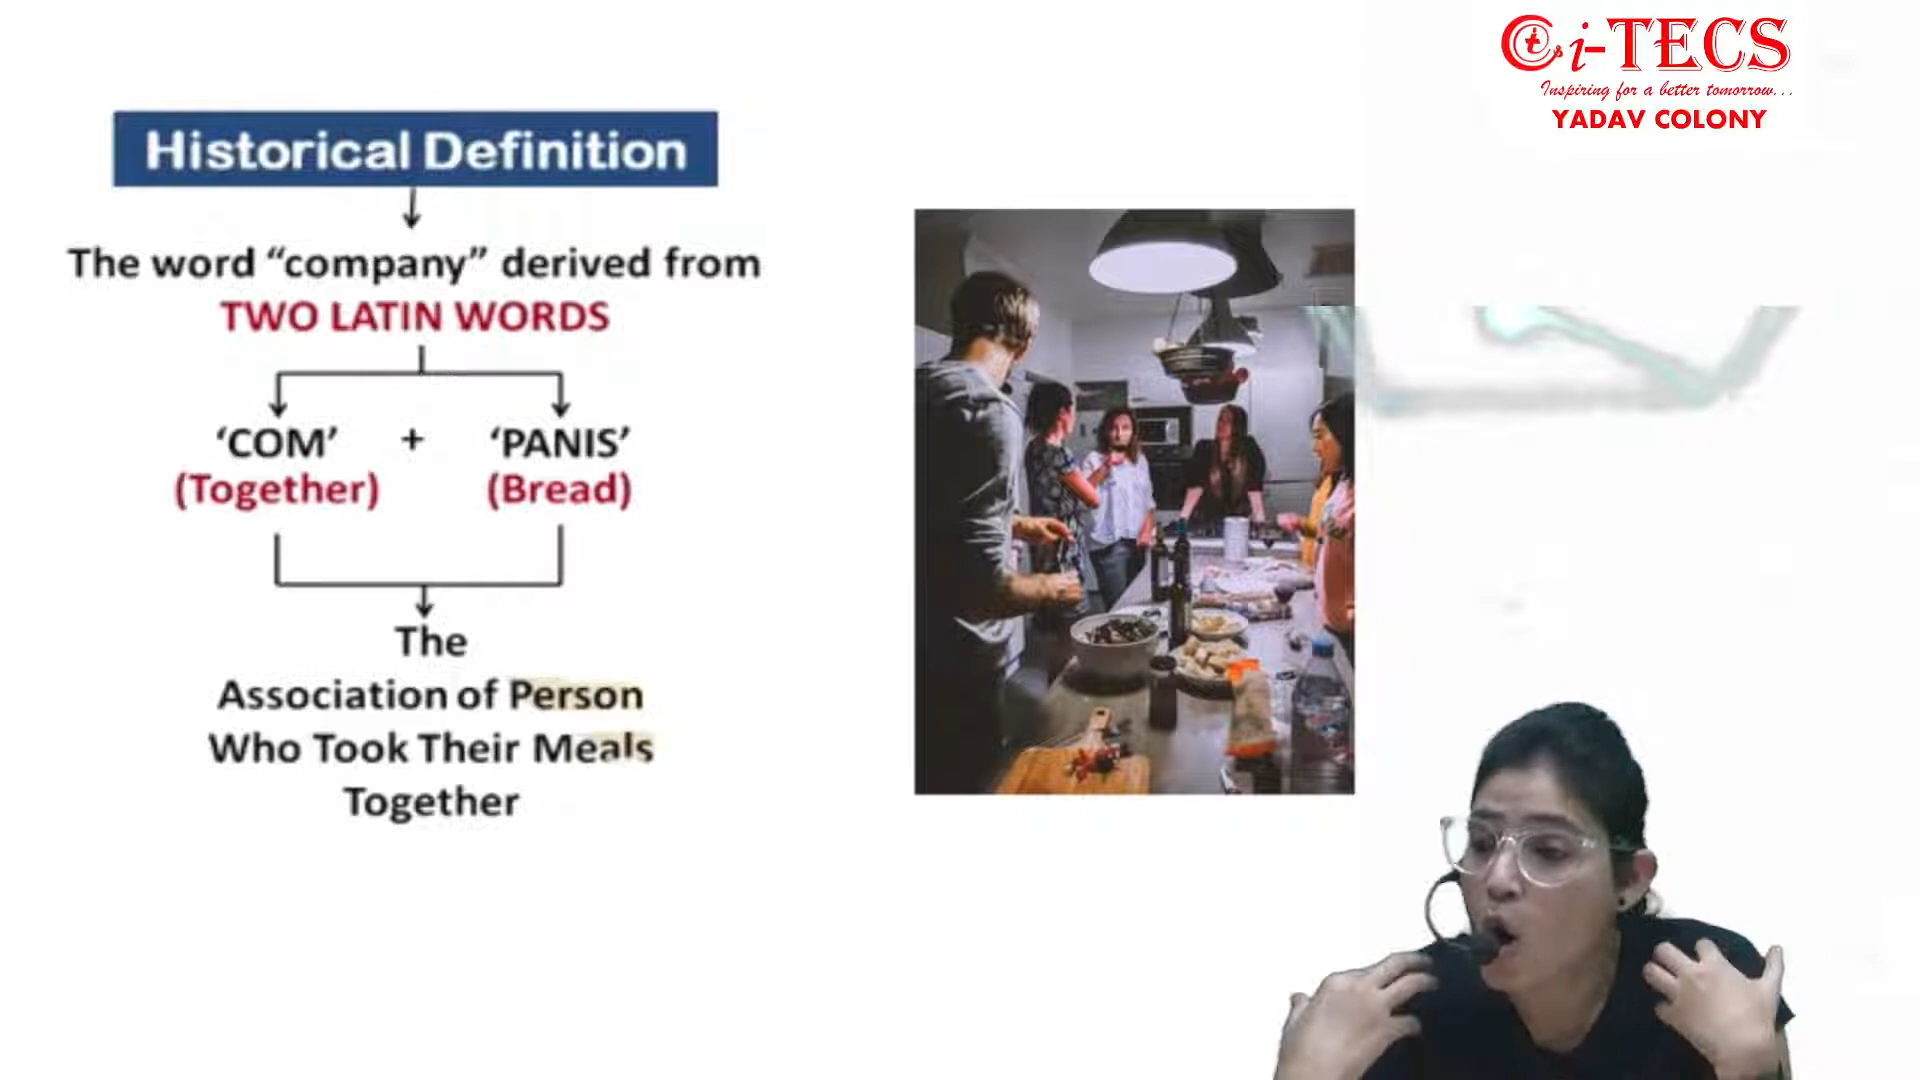 i-TECS
Inspiring for a better tomorrow...
YADAV COLONY
Historical Definition
The word “company” derived from
TWO LATIN WORDS
‘COM’ + ‘PANIS’
(Together) (Bread)
The
Association of Person
Who Took Their Meals
Together